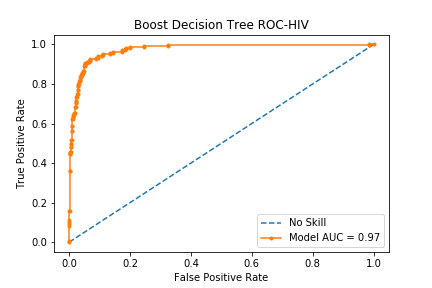 Boost Decision Tree ROC-HIV
True Positive Rate
1.0
0.8
0.6
0.4
0.2
0.0
No Skill
Model AUC = 0.97
0.0 0.2 0.4 0.6 0.8 1.0
False Positive Rate